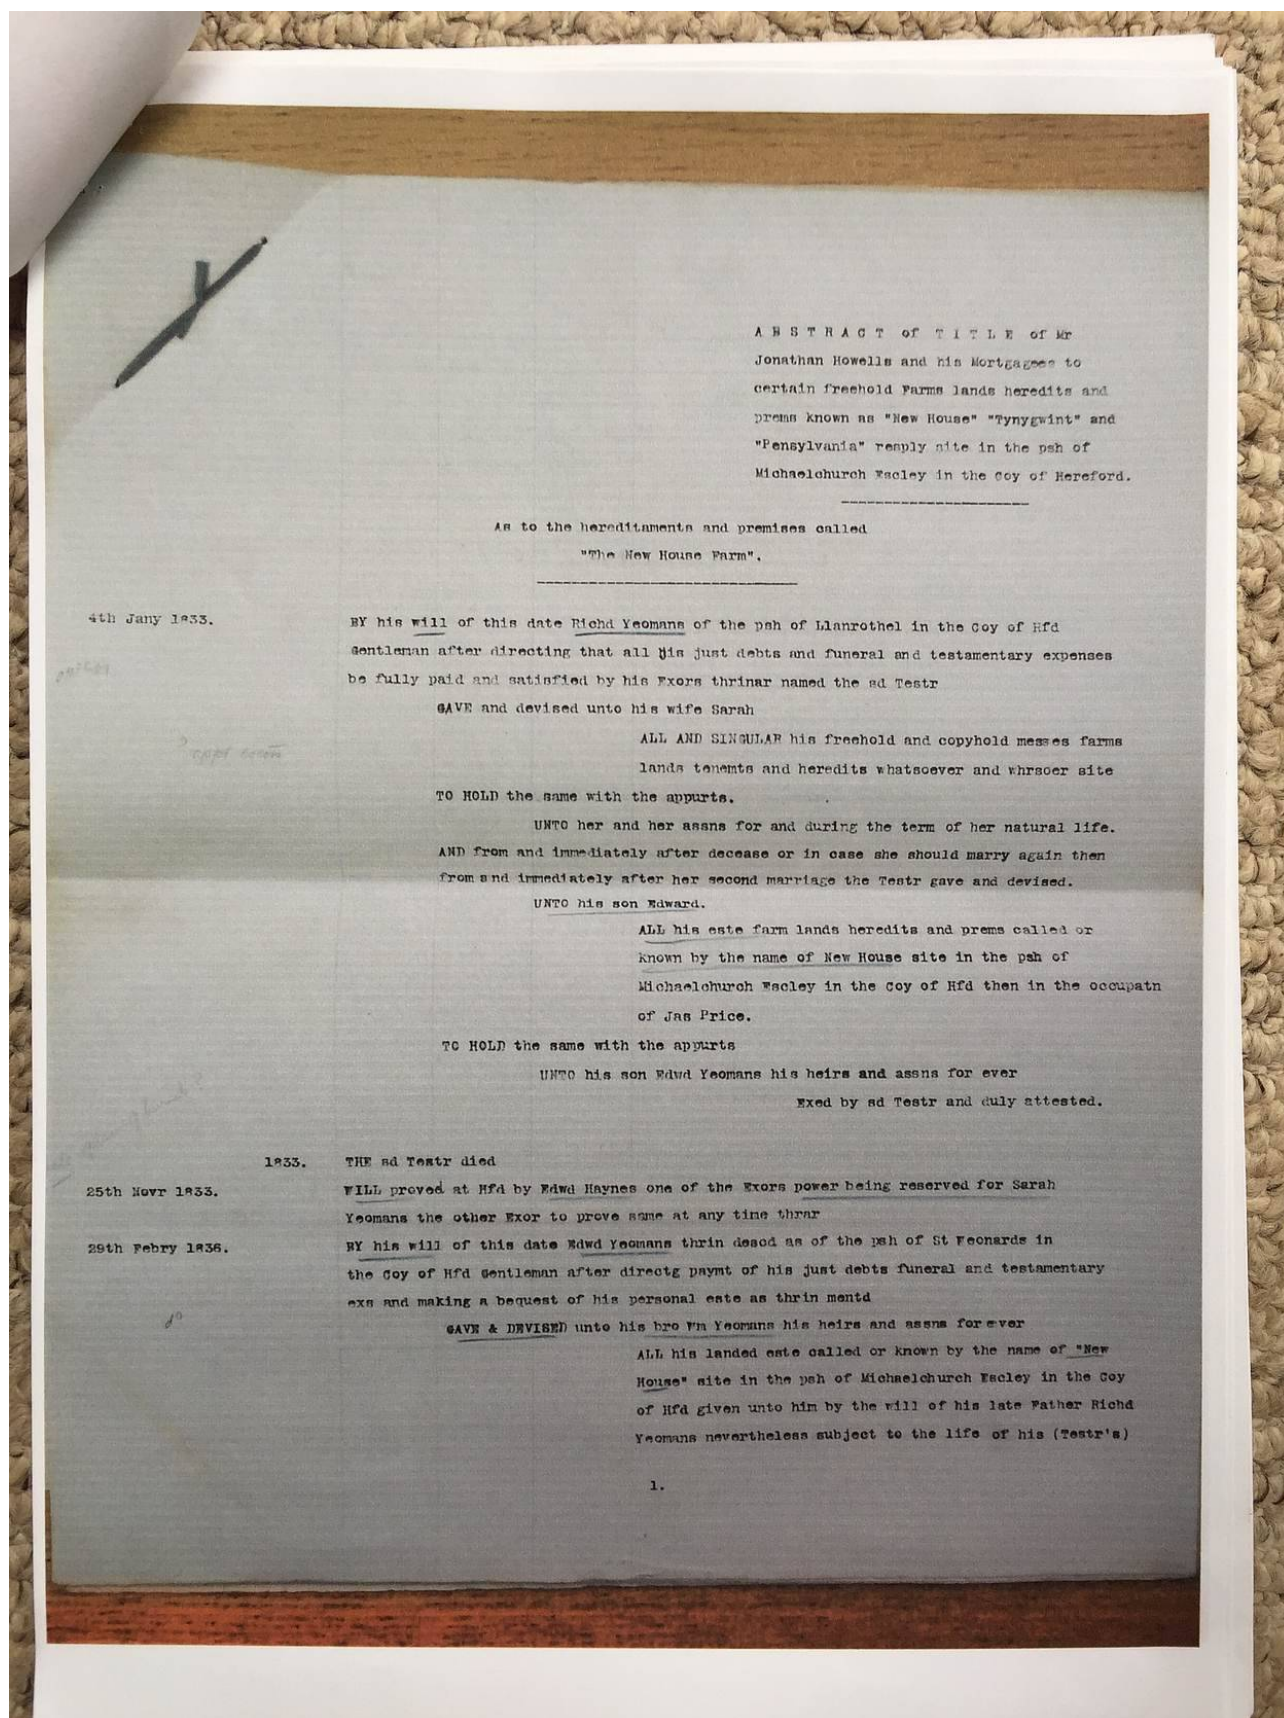 ABSTRACT of TITLE of Mr
Jonathan Howells and his Mortgagees to
certain freehold Farms lands heredits and
prems known as "New House" "Tynygwint" and
"Pensylvania" resply site in the psh of
Michaelchurch Escley in the Coy of Hereford.
As to the hereditaments and premises called
"The New House Farm".
4th Jany 1833.
BY his will of this date Richd Yeomans of the psh of Llanrothel in the Coy of Hfd
Gentleman after directing that all his just debts and funeral and testamentary expenses
be fully paid and satisfied by his Exors thrinar named the sd Testr
GAVE and devised unto his wife Sarah
ALL AND SINGULAR his freehold and copyhold messes farms
lands tenemts and heredits whatsoever and whrsoer site
TO HOLD the same with the appurts.
UNTO her and her assns for and during the term of her natural life.
AND from and immediately after decease or in case she should marry again then
from and immediately after her second marriage the Testr gave and devised.
UNTO his son Edward.
ALL his este farm lands heredits and prems called or
known by the name of New House site in the psh of
Michaelchurch Escley in the Coy of Hfd then in the occupatn
of Jas Price.
TO HOLD the same with the appurts
UNTO his son Edwd Yeomans his heirs and assns for ever
Exed by sd Testr and duly attested.
1833. THE sd Testr died
25th Novr 1833. WILL proved at Hfd by Edwd Haynes one of the Exors power being reserved for Sarah
Yeomans the other Exor to prove same at any time thrar
29th Febry 1836. BY his will of this date Edwd Yeomans thrin descd as of the psh of St Feonards in
the Coy of Hfd Gentleman after directg paymt of his just debts funeral and testamentary
exs and making a bequest of his personal este as thrin mentd
GAVE & DEVISED unto his bro Wm Yeomans his heirs and assns for ever
ALL his landed este called or known by the name of "New
House" site in the psh of Michaelchurch Escley in the Coy
of Hfd given unto him by the will of his late Father Richd
Yeomans nevertheless subject to the life of his (Testr's)
1.